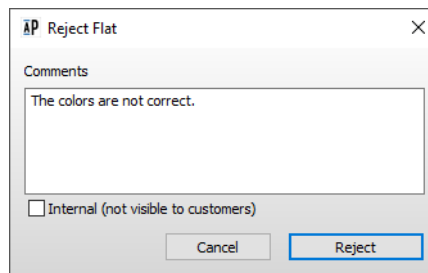 AP Reject Flat
Comments
The colors are not correct.
Internal (not visible to customers)
Cancel Reject